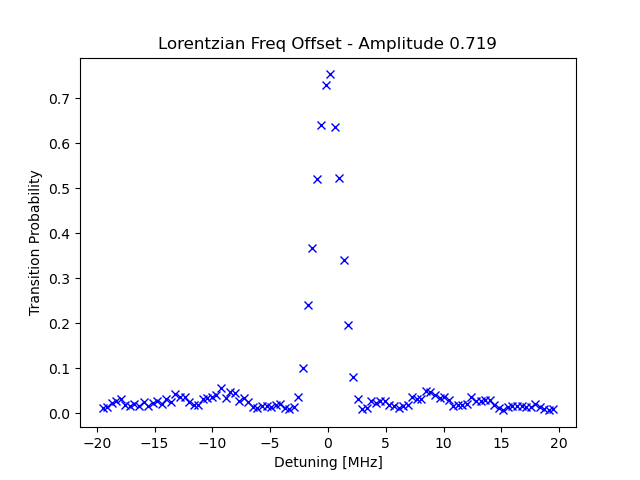 Lorentzian Freq Offset - Amplitude 0.719
Transition Probability
0.7
0.6
0.5
0.4
0.3
0.2
0.1
0.0
−20 −15 −10 −5 0 5 10 15 20
Detuning [MHz]